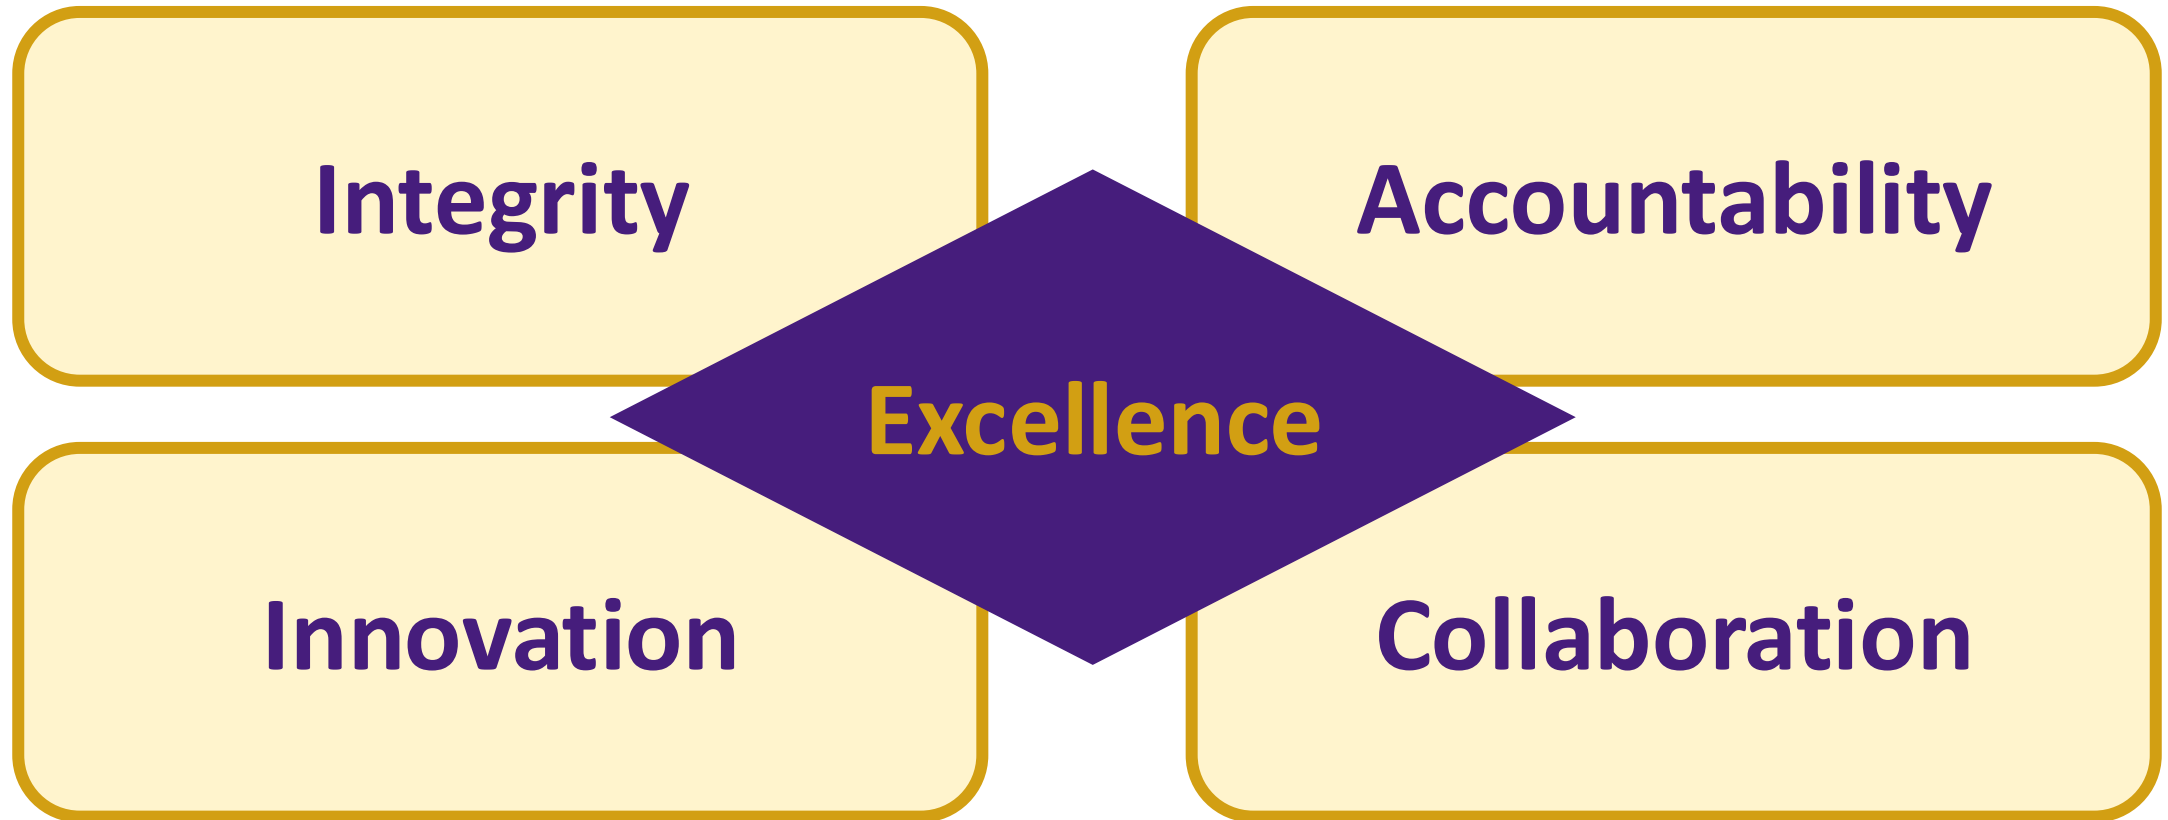 Integrity
Accountability
Excellence
Innovation
Collaboration